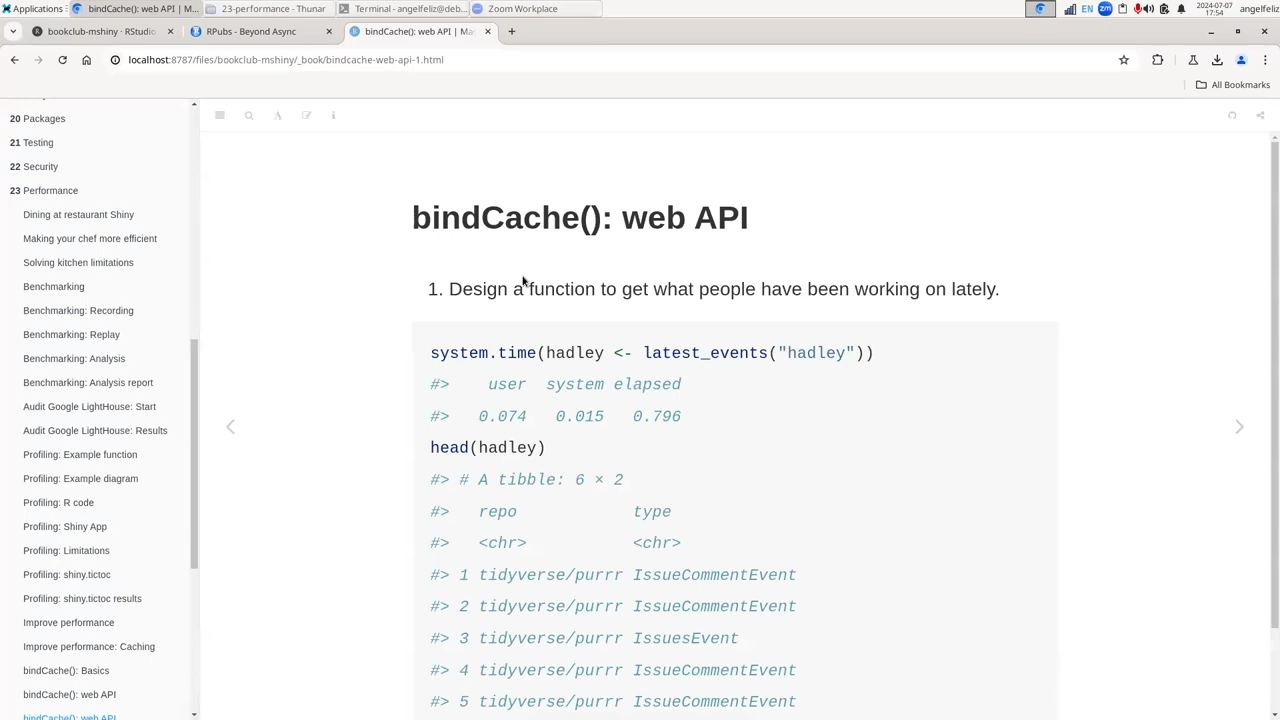 Applications
bindCache(): web API | M...
23-performance - Thunar
Terminal - angelfeliz@deb...
Zoom Workplace
EN
zm
2024-07-07
17:54
angelfeliz
bookclub-mshiny · RStudio
RPubs - Beyond Async
bindCache(): web API | Ma
localhost:8787/files/bookclub-mshiny/_book/bindcache-web-api-1.html
All Bookmarks
20 Packages
21 Testing
22 Security
23 Performance
Dining at restaurant Shiny
Making your chef more efficient
Solving kitchen limitations
Benchmarking
Benchmarking: Recording
Benchmarking: Replay
Benchmarking: Analysis
Benchmarking: Analysis report
Audit Google LightHouse: Start
Audit Google LightHouse: Results
Profiling: Example function
Profiling: Example diagram
Profiling: R code
Profiling: Shiny App
Profiling: Limitations
Profiling: shiny.tictoc
Profiling: shiny.tictoc results
Improve performance
Improve performance: Caching
bindCache(): Basics
bindCache(): web API
bindCache(): web API
bindCache(): web API
1. Design a function to get what people have been working on lately.
system.time(hadley <- latest_events("hadley"))
#>    user  system elapsed
#>   0.074   0.015   0.796
head(hadley)
#> # A tibble: 6 × 2
#>   repo            type
#>   <chr>           <chr>
#> 1 tidyverse/purrr IssueCommentEvent
#> 2 tidyverse/purrr IssueCommentEvent
#> 3 tidyverse/purrr IssuesEvent
#> 4 tidyverse/purrr IssueCommentEvent
#> 5 tidyverse/purrr IssueCommentEvent